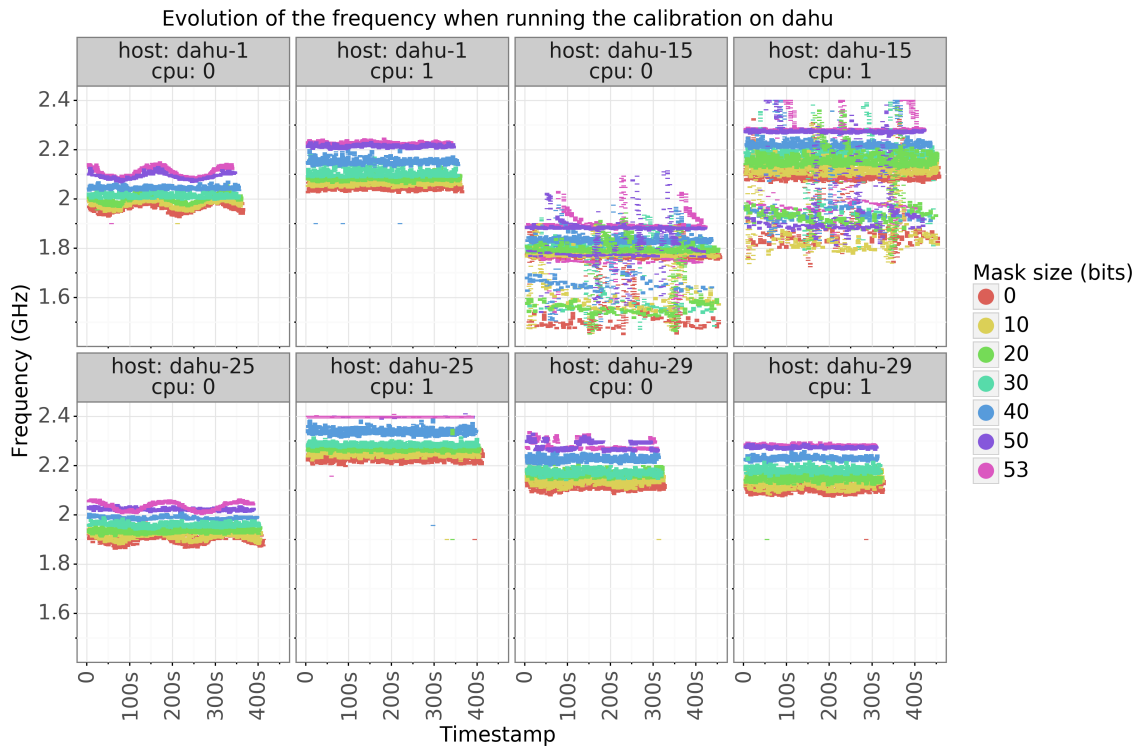 Evolution of the frequency when running the calibration on dahu
host: dahu-1
cpu: 0
host: dahu-1
cpu: 1
host: dahu-15
cpu: 0
host: dahu-15
cpu: 1
2.4
2.2
2
1.8
1.6
host: dahu-25
cpu: 0
host: dahu-25
cpu: 1
host: dahu-29
cpu: 0
host: dahu-29
cpu: 1
2.4
2.2
2
1.8
1.6
Frequency (GHz)
0
100s
200s
300s
400s
0
100s
200s
300s
400s
0
100s
200s
300s
400s
0
100s
200s
300s
400s
Timestamp
Mask size (bits)
0
10
20
30
40
50
53